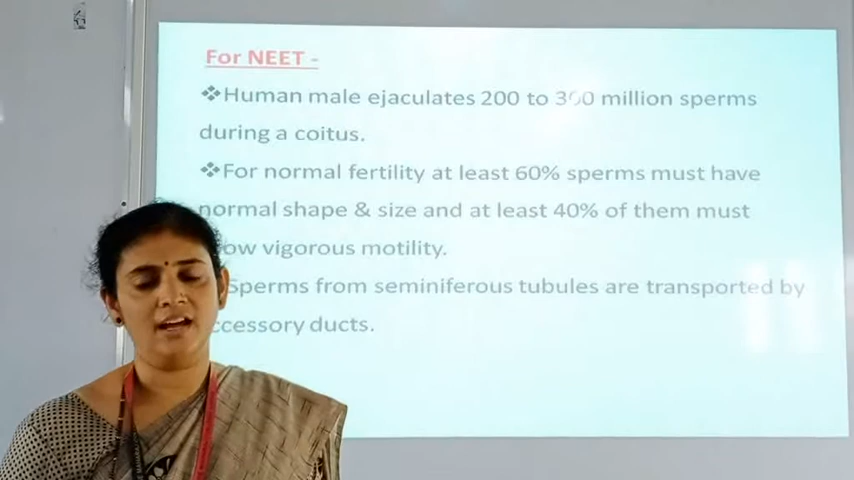 For NEET -
❖Human male ejaculates 200 to 300 million sperms
during a coitus.
❖For normal fertility at least 60% sperms must have
normal shape & size and at least 40% of them must
ow vigorous motility.
Sperms from seminiferous tubules are transported by
ccessory ducts.